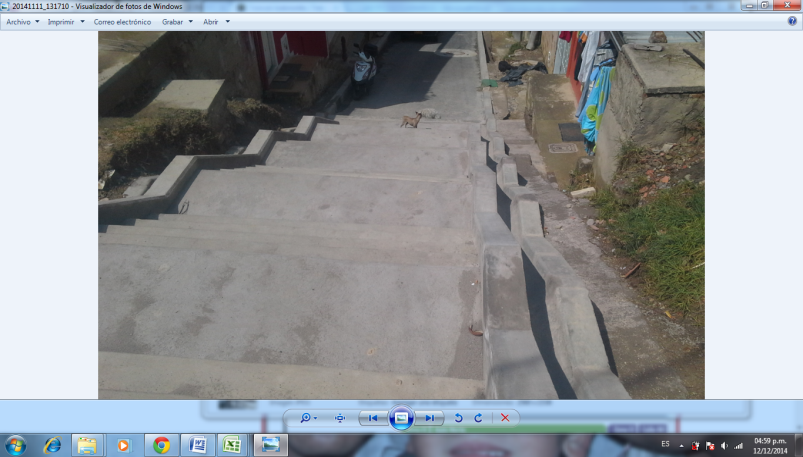 20141111_131710 - Visualizador de fotos de Windows
Archivo Imprimir Correo electrónico Grabar Abrir
ES
04:59 p.m.
12/12/2014